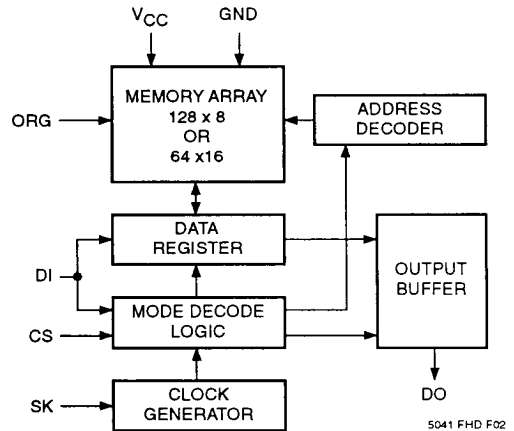 VCC
GND
ORG
MEMORY ARRAY
128 x 8
OR
64 x16
ADDRESS
DECODER
DATA
REGISTER
DI
OUTPUT
BUFFER
MODE DECODE
LOGIC
CS
DO
SK
CLOCK
GENERATOR
5041 FHD F02